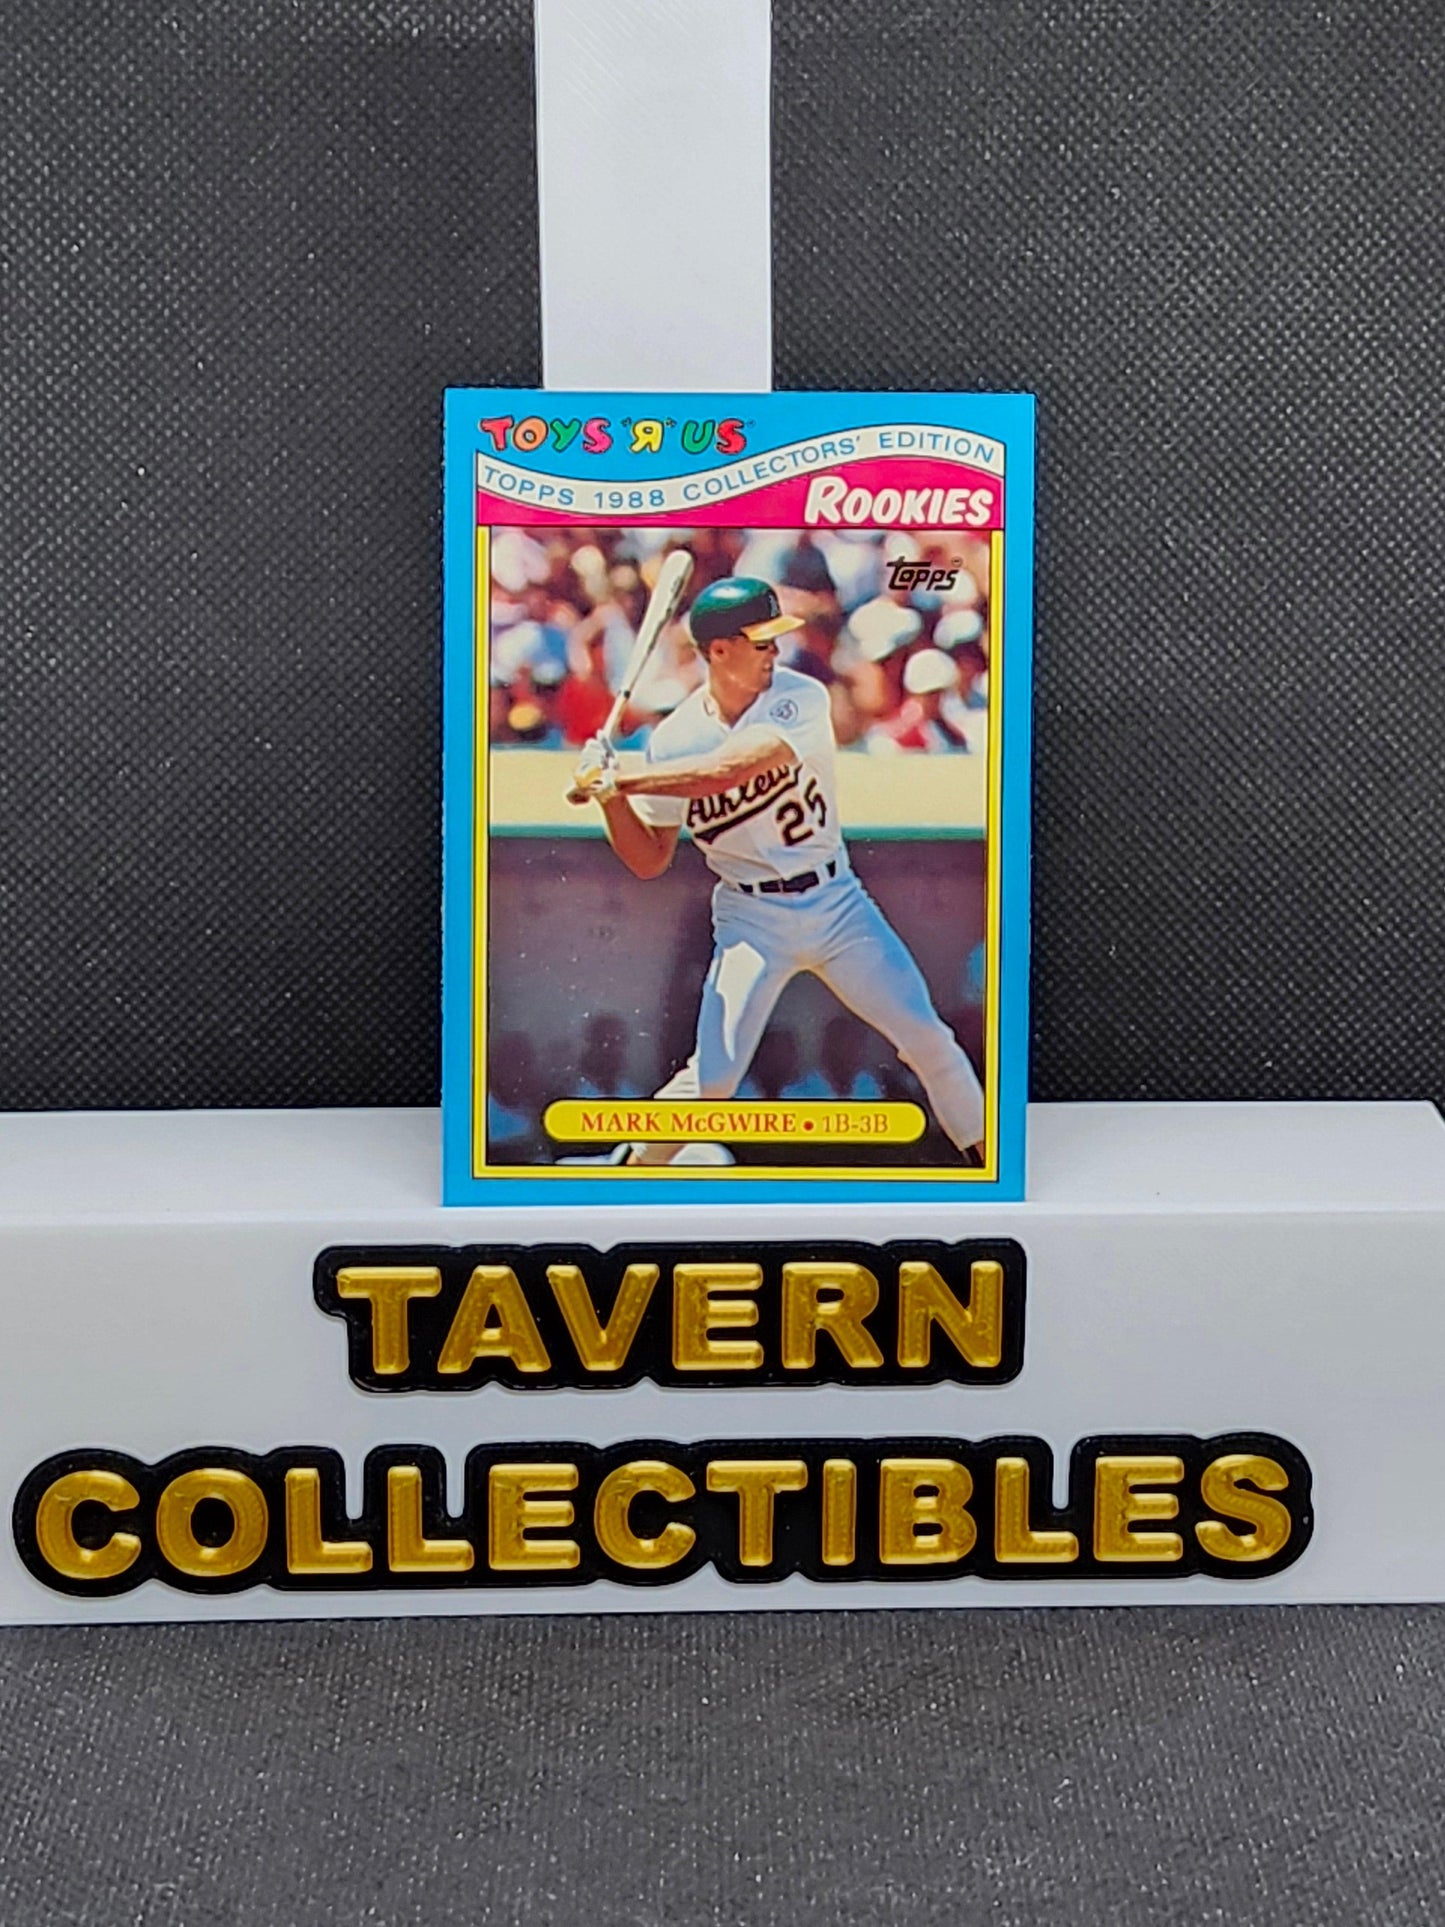 TOYS "Я" US®
TOPPS 1988 COLLECTORS' EDITION
ROOKIES
topps®
Athletics
25
MARK McGWIRE • 1B-3B
TAVERN
COLLECTIBLES